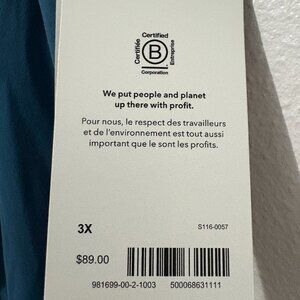 Certified
Certifiée
B
Entreprise
Corporation
We put people and planet
up there with profit.
Pour nous, le respect des travailleurs
et de l'environnement est tout aussi
important que le sont les profits.
3X
S116-0057
$89.00
981699-00-2-1003
500068631111